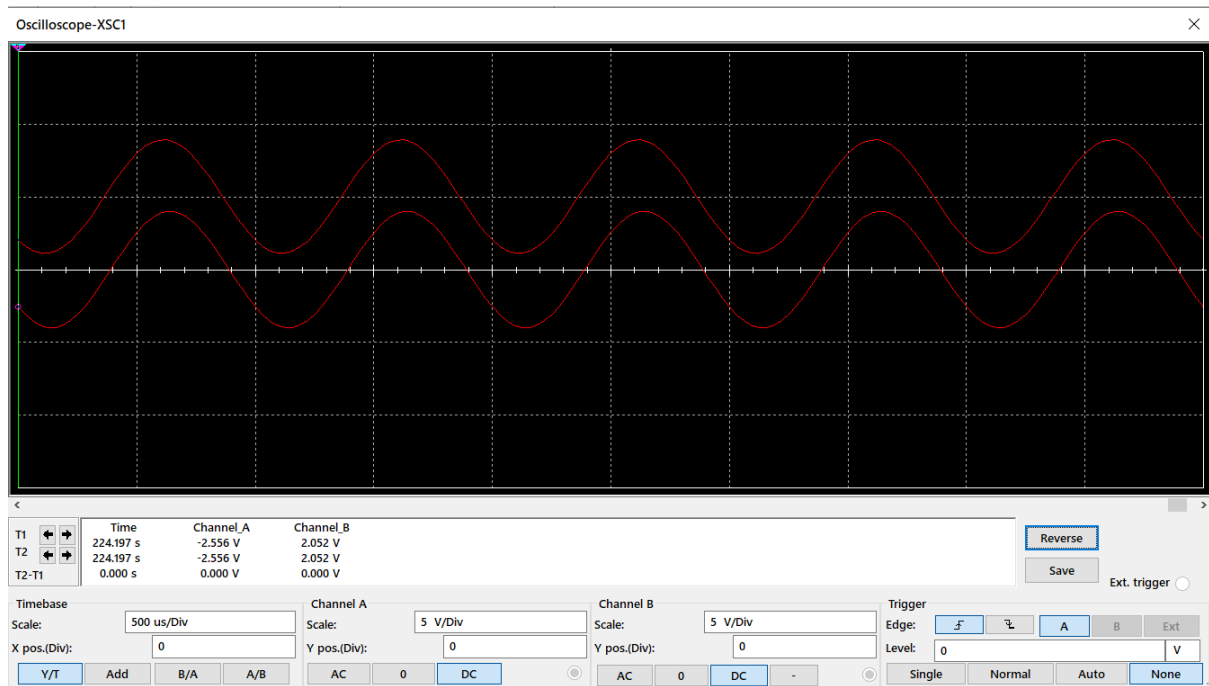 Oscilloscope-XSC1
Time Channel_A Channel_B
T1 224.197 s -2.556 V 2.052 V
T2 224.197 s -2.556 V 2.052 V
T2-T1 0.000 s 0.000 V 0.000 V
Reverse
Save
Ext. trigger
Timebase
Scale: 500 us/Div
X pos.(Div): 0
Y/T Add B/A A/B
Channel A
Scale: 5 V/Div
Y pos.(Div): 0
AC 0 DC
Channel B
Scale: 5 V/Div
Y pos.(Div): 0
AC 0 DC -
Trigger
Edge: A B Ext
Level: 0 V
Single Normal Auto None